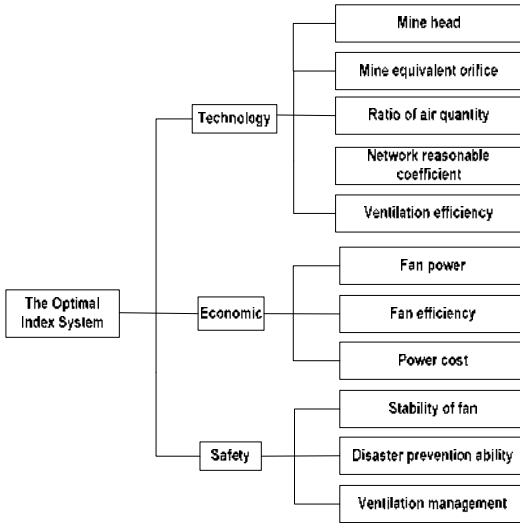 Mine head
Mine equivalent orifice
Technology
Ratio of air quantity
Network reasonable
coefficient
Ventilation efficiency
The Optimal
Index System
Economic
Fan power
Fan efficiency
Power cost
Safety
Stability of fan
Disaster prevention ability
Ventilation management